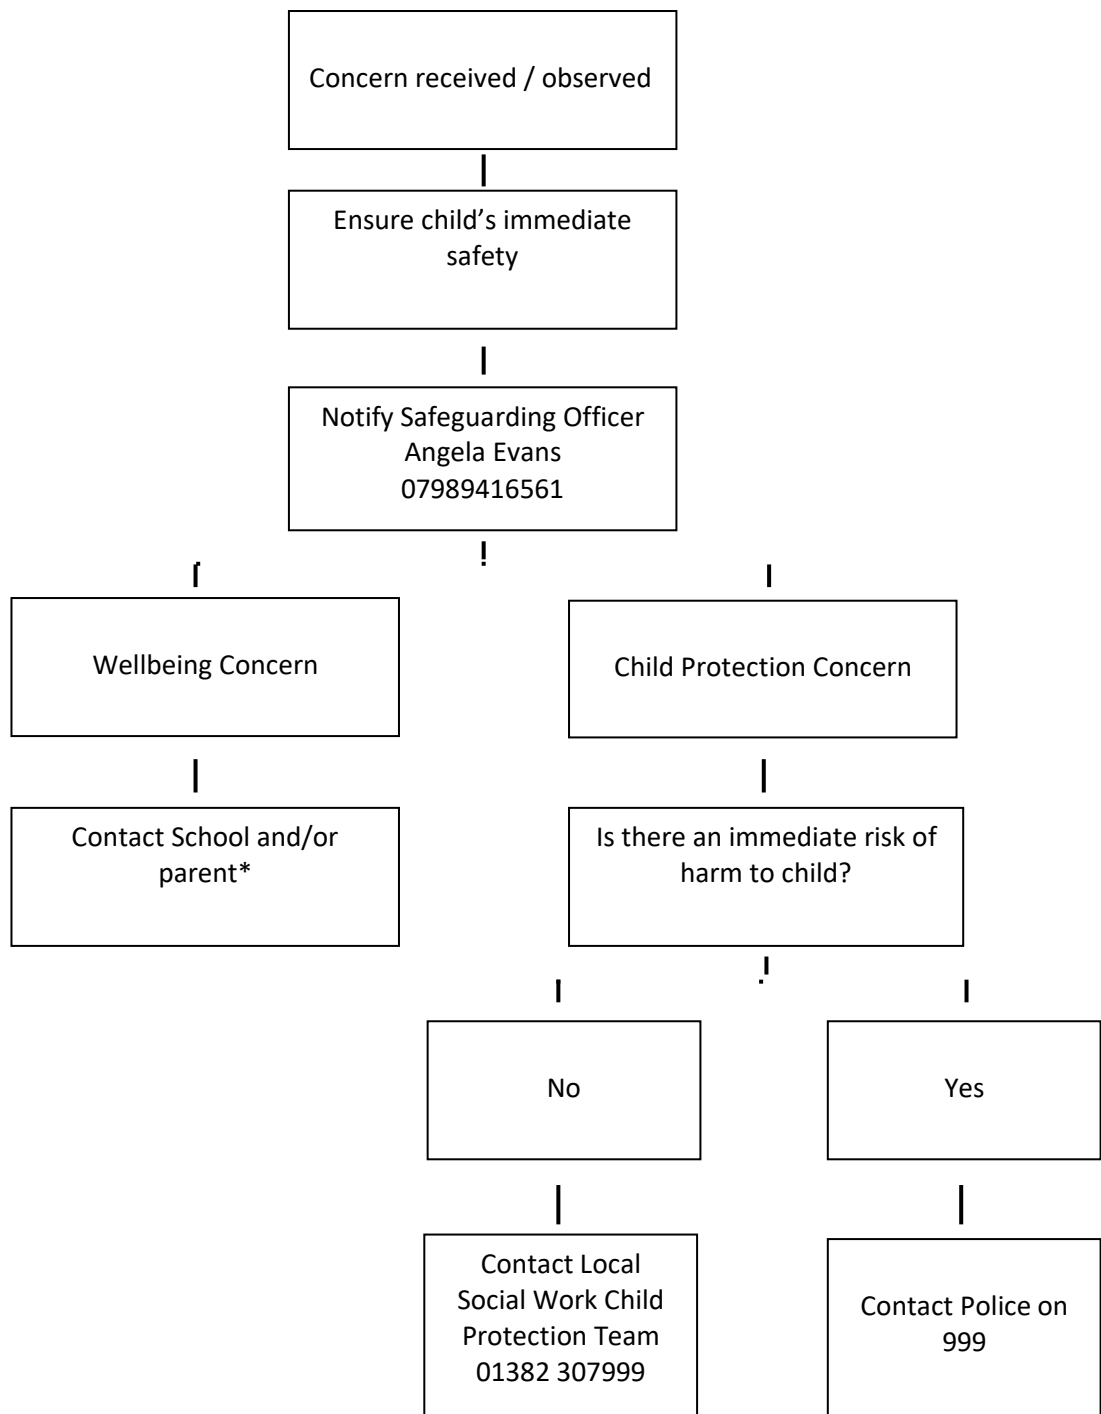 Concern received / observed
Ensure child’s immediate
safety
Notify Safeguarding Officer
Angela Evans
07989416561
Wellbeing Concern
Child Protection Concern
Contact School and/or
parent*
Is there an immediate risk of
harm to child?
No
Yes
Contact Local
Social Work Child
Protection Team
01382 307999
Contact Police on
999